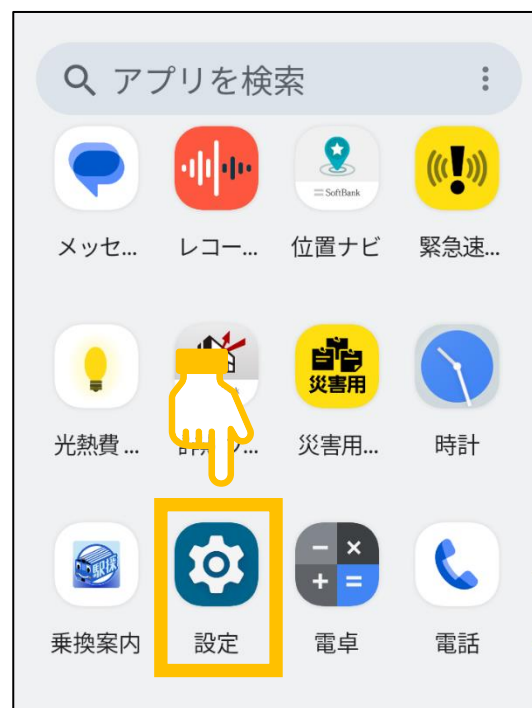 アプリを検索
SoftBank
メッセ... レコー... 位置ナビ 緊急速...
災害用
光熱費 ... 災害用... 時計
駅探
乗換案内 設定 電卓 電話